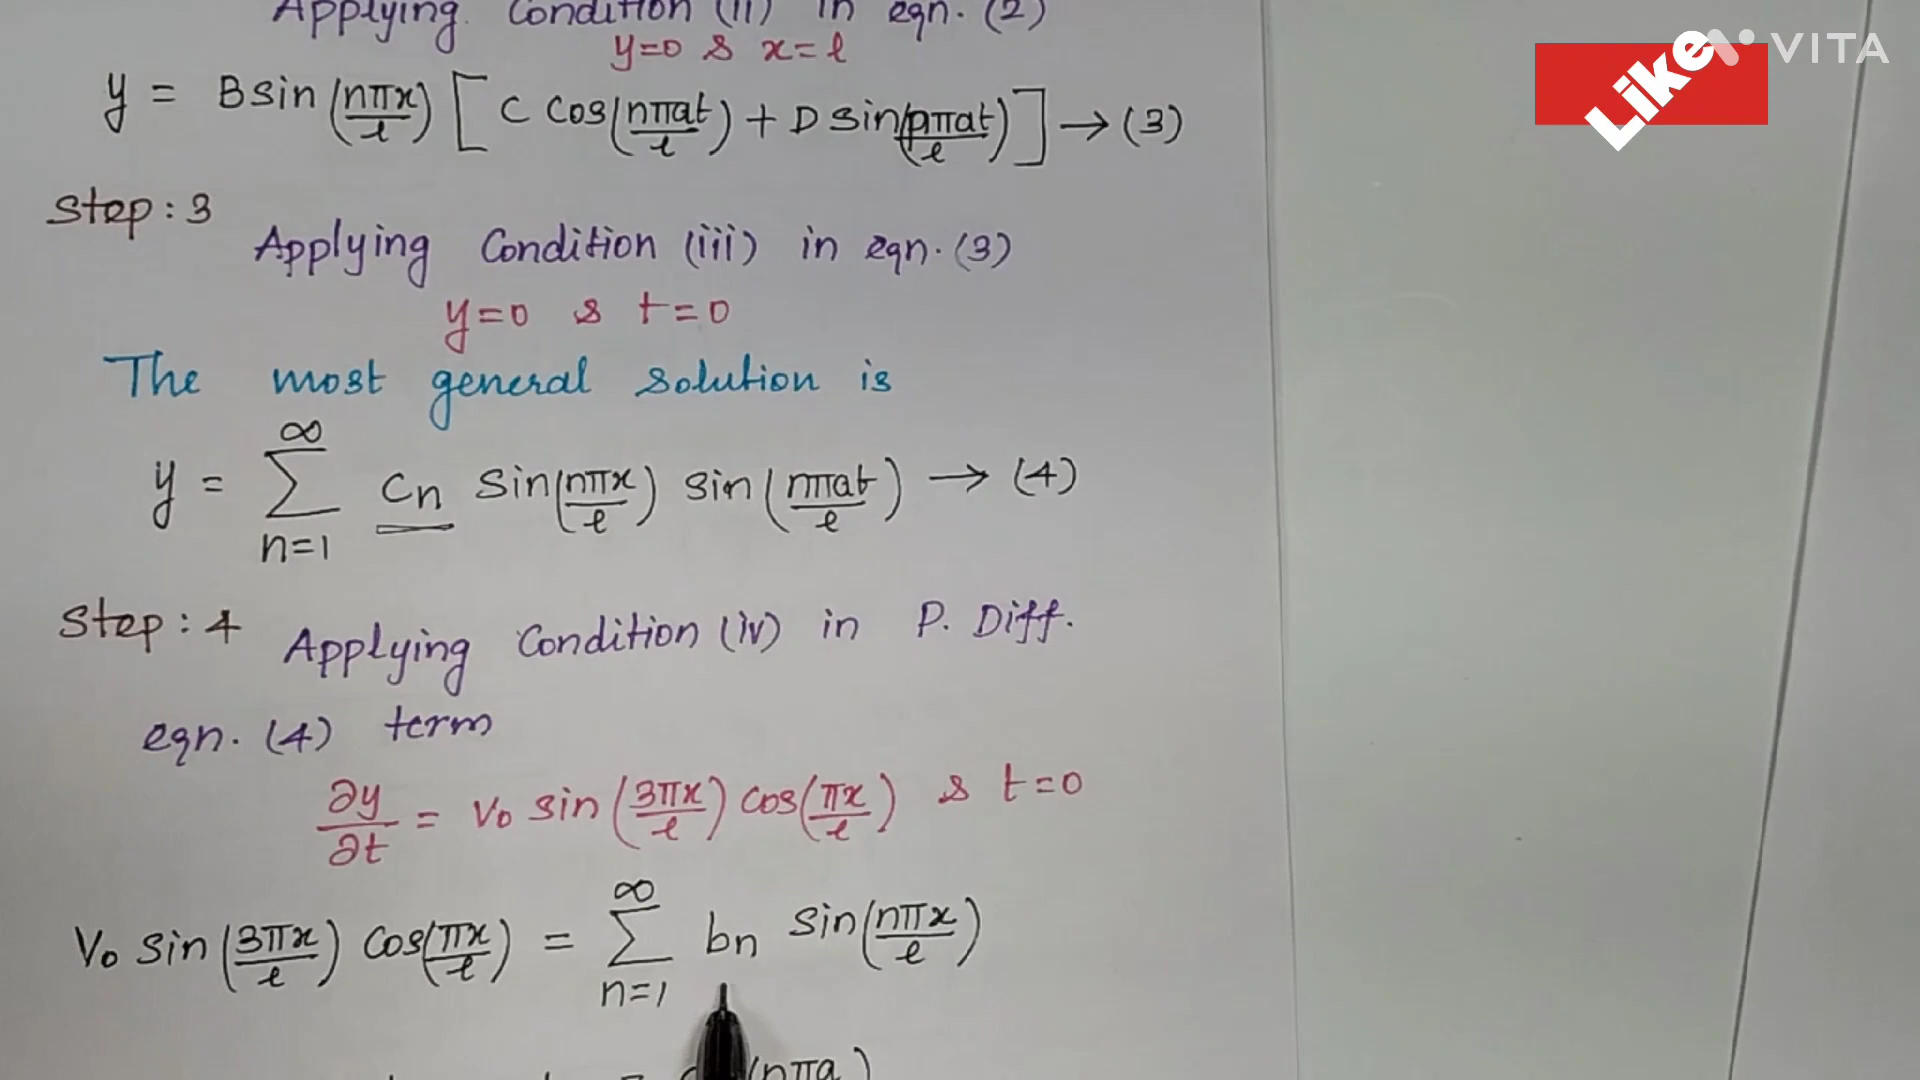 Applying Condition (ii) in eqn. (2)
y=0 & x=l
y = B sin (nπx/l) [ C Cos (nπat/l) + D sin (nπat/l) ] → (3)
Like
VITA
Step: 3
Applying Condition (iii) in eqn. (3)
y=0 & t=0
The most general solution is
y = ∞ Σ n=1 Cn Sin (nπx/l) sin (nπat/l) → (4)
Step: 4 Applying Condition (iv) in P. Diff.
eqn. (4) term
∂y/∂t = V₀ sin (3πx/l) cos (πx/l) & t=0
V₀ sin (3πx/l) Cos (πx/l) = ∞ Σ n=1 bn sin (nπx/l)
(nπa